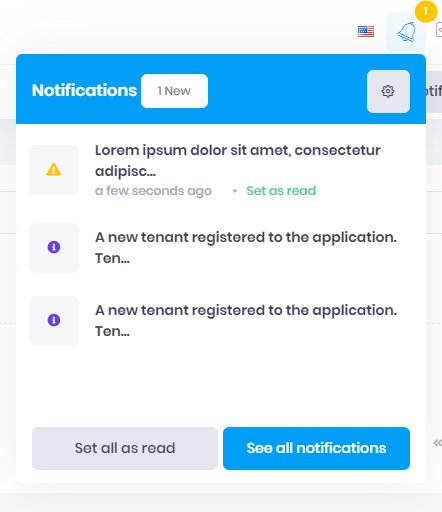 1
Notifications 1 New
Lorem ipsum dolor sit amet, consectetur
adipisc...
a few seconds ago • Set as read
A new tenant registered to the application.
Ten...
A new tenant registered to the application.
Ten...
Set all as read
See all notifications
«